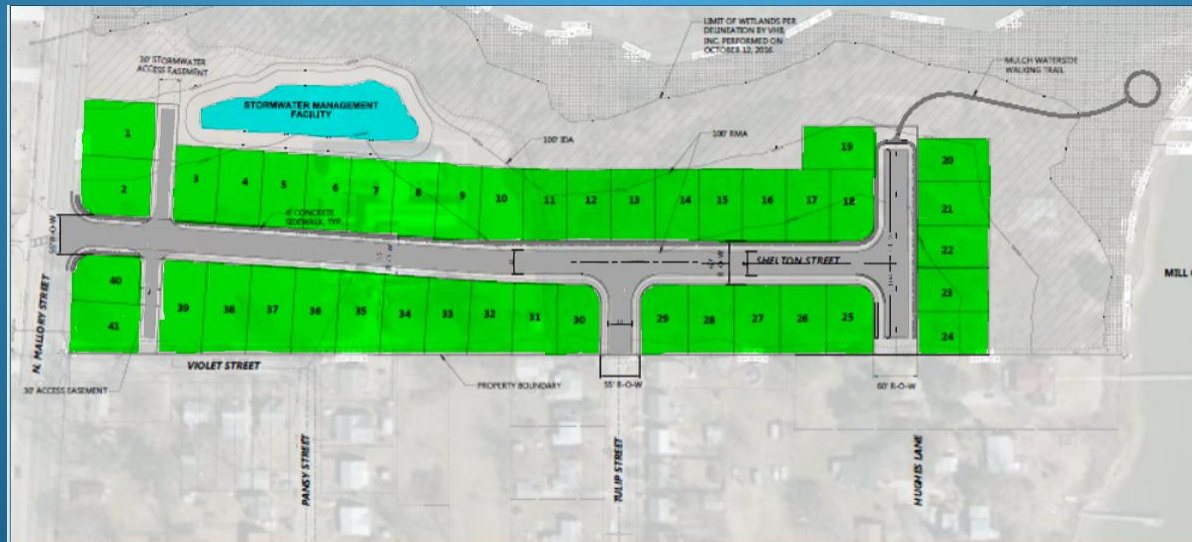 LIMIT OF WETLANDS PER
DELINEATION BY VHB,
INC. PERFORMED ON
OCTOBER 12, 2016
30' STORMWATER
ACCESS EASEMENT
MULCH WATERSIDE
WALKING TRAIL
STORMWATER MANAGEMENT
FACILITY
100' IDA
100' RMA
1
2
3
4
5
6
7
8
9
10
11
12
13
14
15
16
17
18
19
20
21
22
23
24
4' CONCRETE
SIDEWALK, TYP.
SHELTON STREET
MILL
N. MALLORY STREET
40
41
39
38
37
36
35
34
33
32
31
30
29
28
27
26
25
VIOLET STREET
30' ACCESS EASEMENT
PROPERTY BOUNDARY
55' R-O-W
60' R-O-W
PANSY STREET
TULIP STREET
HUGHES LANE